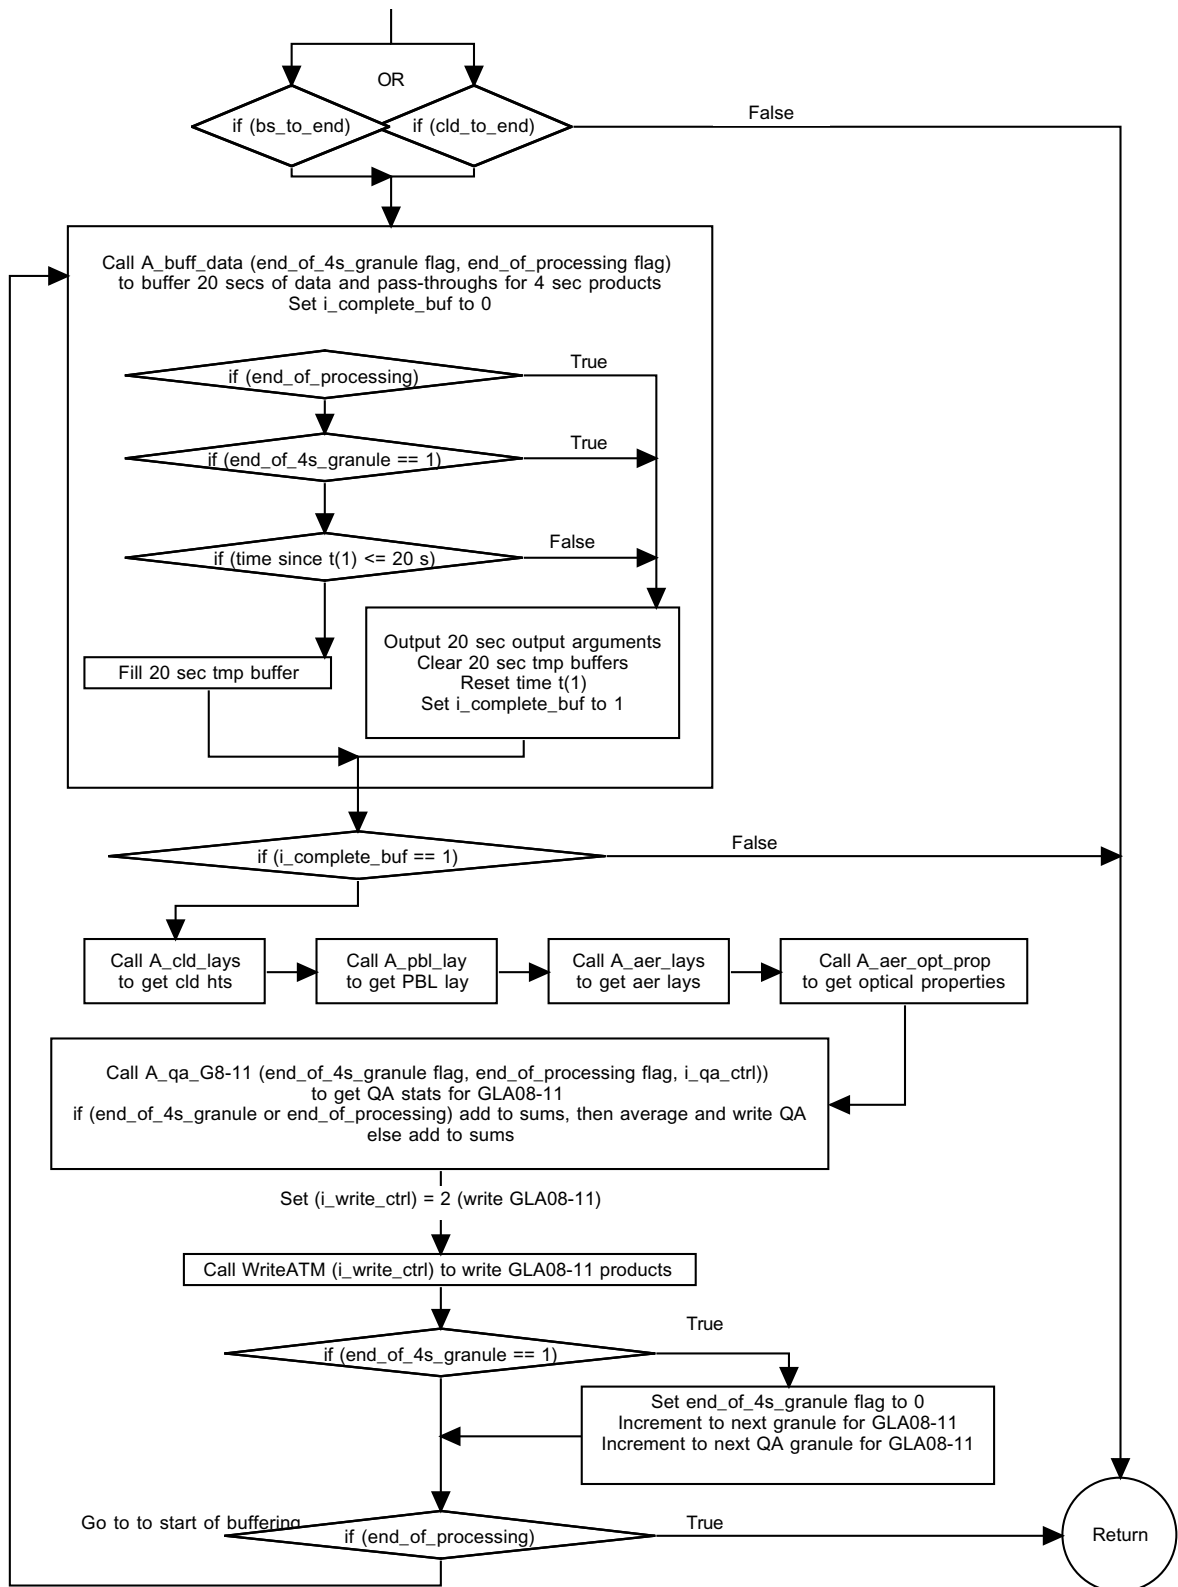 OR
if (bs_to_end)
if (cld_to_end)
False
Call A_buff_data (end_of_4s_granule flag, end_of_processing flag)
to buffer 20 secs of data and pass-throughs for 4 sec products
Set i_complete_buf to 0
True
if (end_of_processing)
True
if (end_of_4s_granule == 1)
False
if (time since t(1) <= 20 s)
Output 20 sec output arguments
Clear 20 sec tmp buffers
Reset time t(1)
Set i_complete_buf to 1
Fill 20 sec tmp buffer
False
if (i_complete_buf == 1)
Call A_cld_lays
to get cld hts
Call A_pbl_lay
to get PBL lay
Call A_aer_lays
to get aer lays
Call A_aer_opt_prop
to get optical properties
Call A_qa_G8-11 (end_of_4s_granule flag, end_of_processing flag, i_qa_ctrl))
to get QA stats for GLA08-11
if (end_of_4s_granule or end_of_processing) add to sums, then average and write QA
else add to sums
Set (i_write_ctrl) = 2 (write GLA08-11)
Call WriteATM (i_write_ctrl) to write GLA08-11 products
True
if (end_of_4s_granule == 1)
Set end_of_4s_granule flag to 0
Increment to next granule for GLA08-11
Increment to next QA granule for GLA08-11
Go to to start of buffering
True
if (end_of_processing)
Return